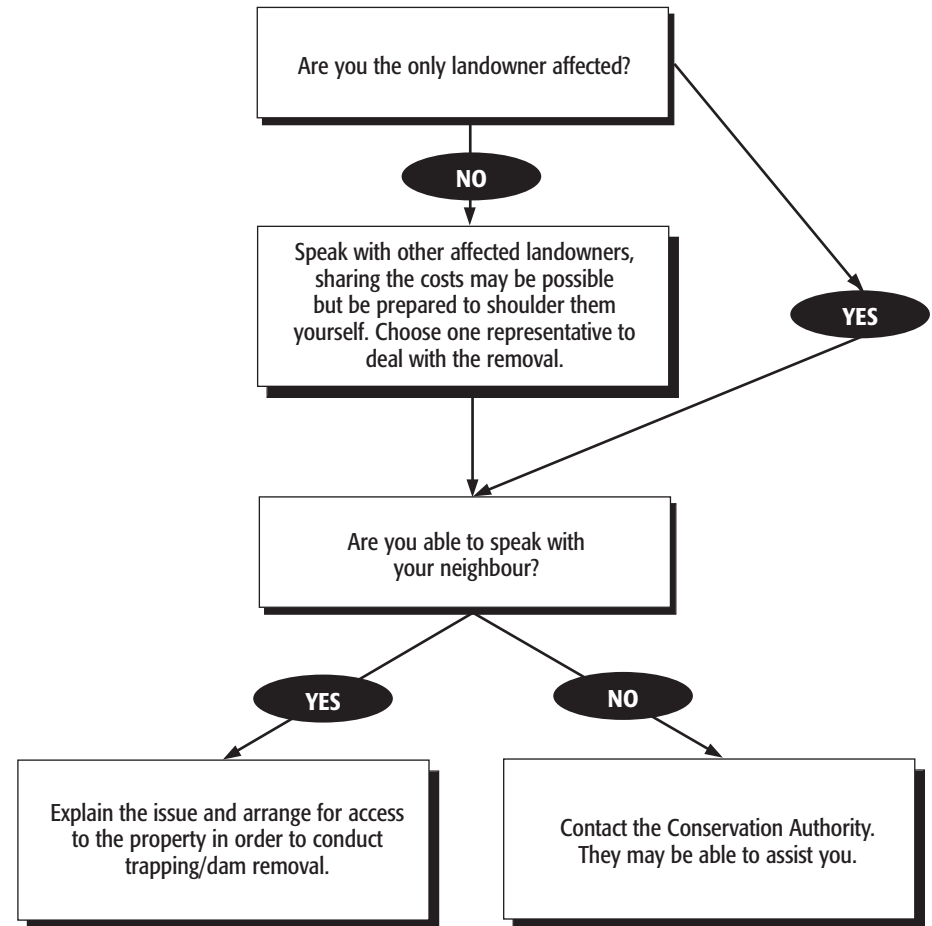 Are you the only landowner affected?
NO
Speak with other affected landowners,
sharing the costs may be possible
but be prepared to shoulder them
yourself. Choose one representative to
deal with the removal.
YES
Are you able to speak with
your neighbour?
YES
NO
Explain the issue and arrange for access
to the property in order to conduct
trapping/dam removal.
Contact the Conservation Authority.
They may be able to assist you.